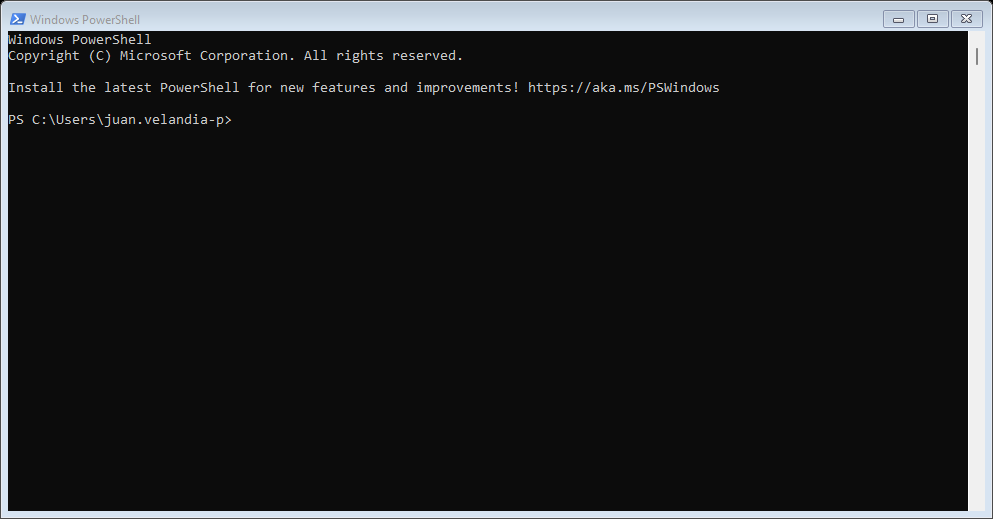 Windows PowerShell
Windows PowerShell
Copyright (C) Microsoft Corporation. All rights reserved.
Install the latest PowerShell for new features and improvements! https://aka.ms/PSWindows
PS C:\Users\juan.velandia-p>